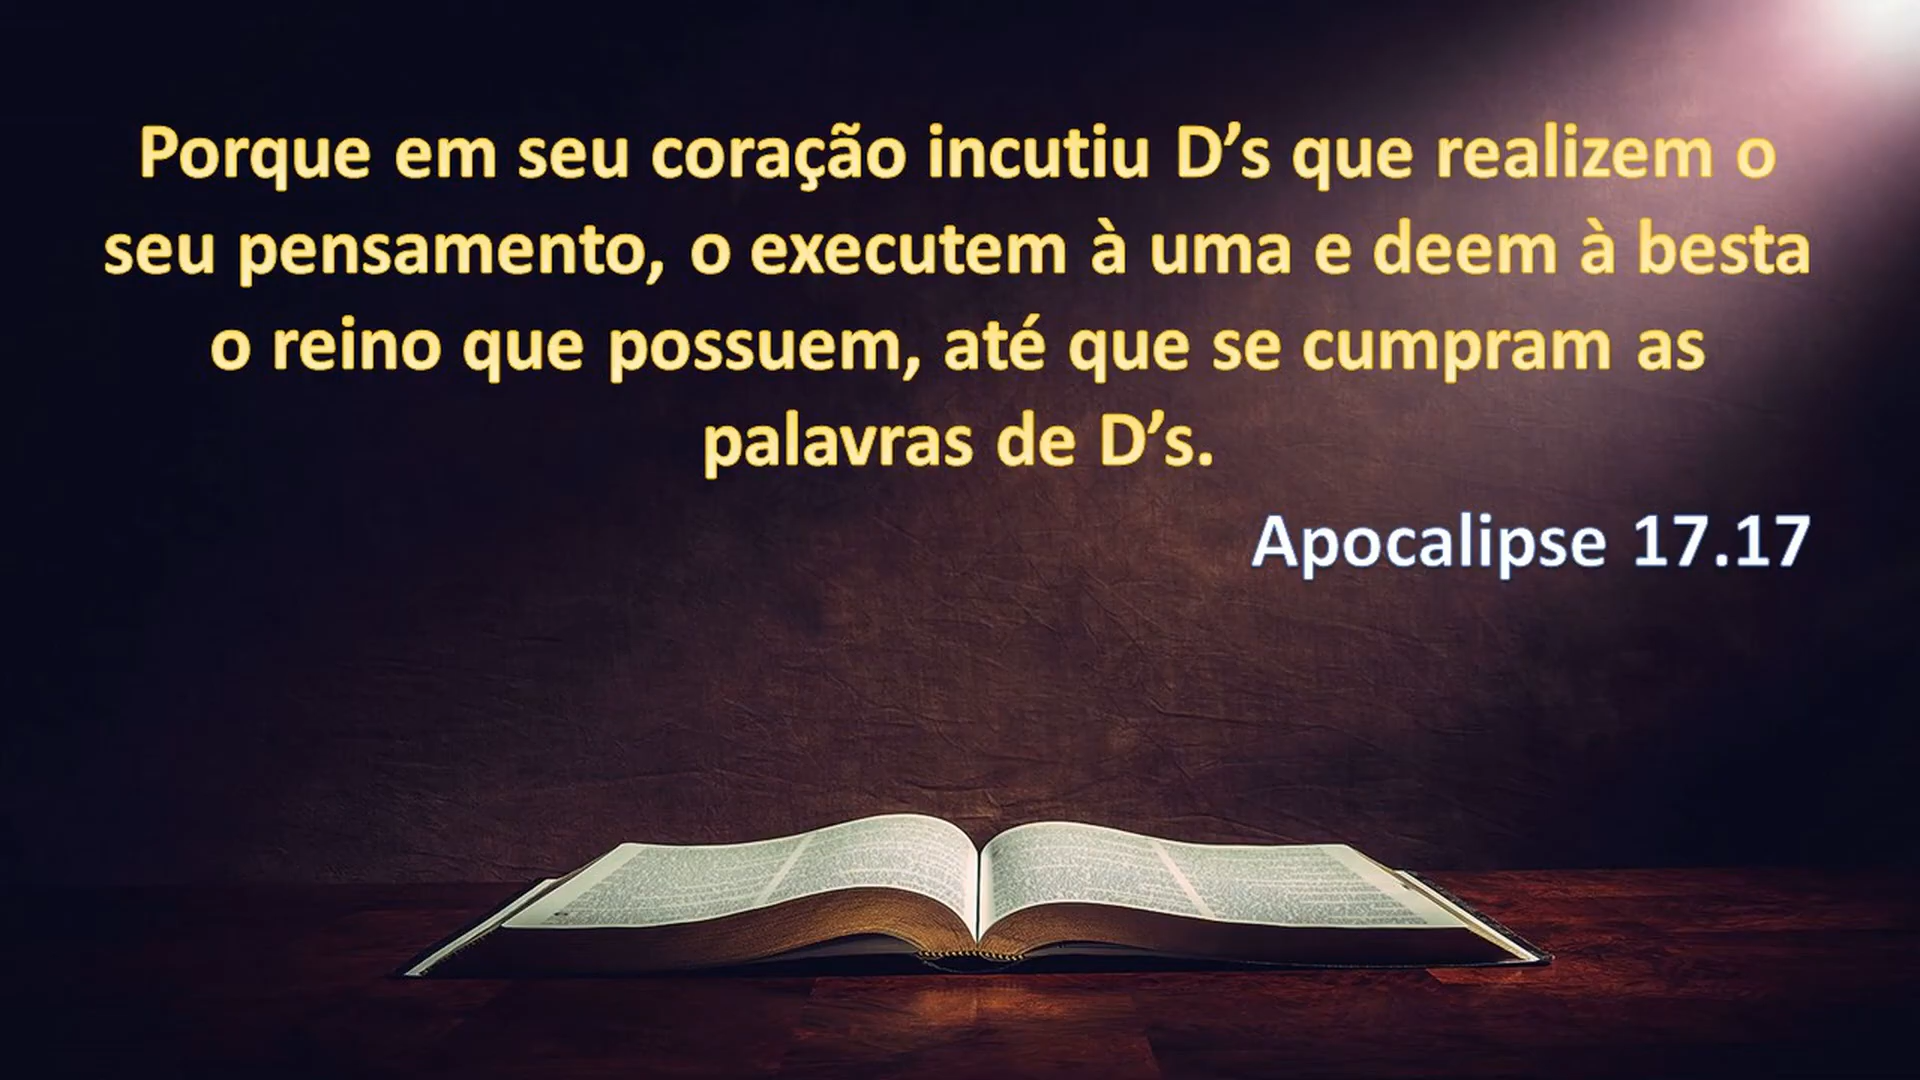 Porque em seu coração incutiu D’s que realizem o
seu pensamento, o executem à uma e deem à besta
o reino que possuem, até que se cumpram as
palavras de D’s.
Apocalipse 17.17